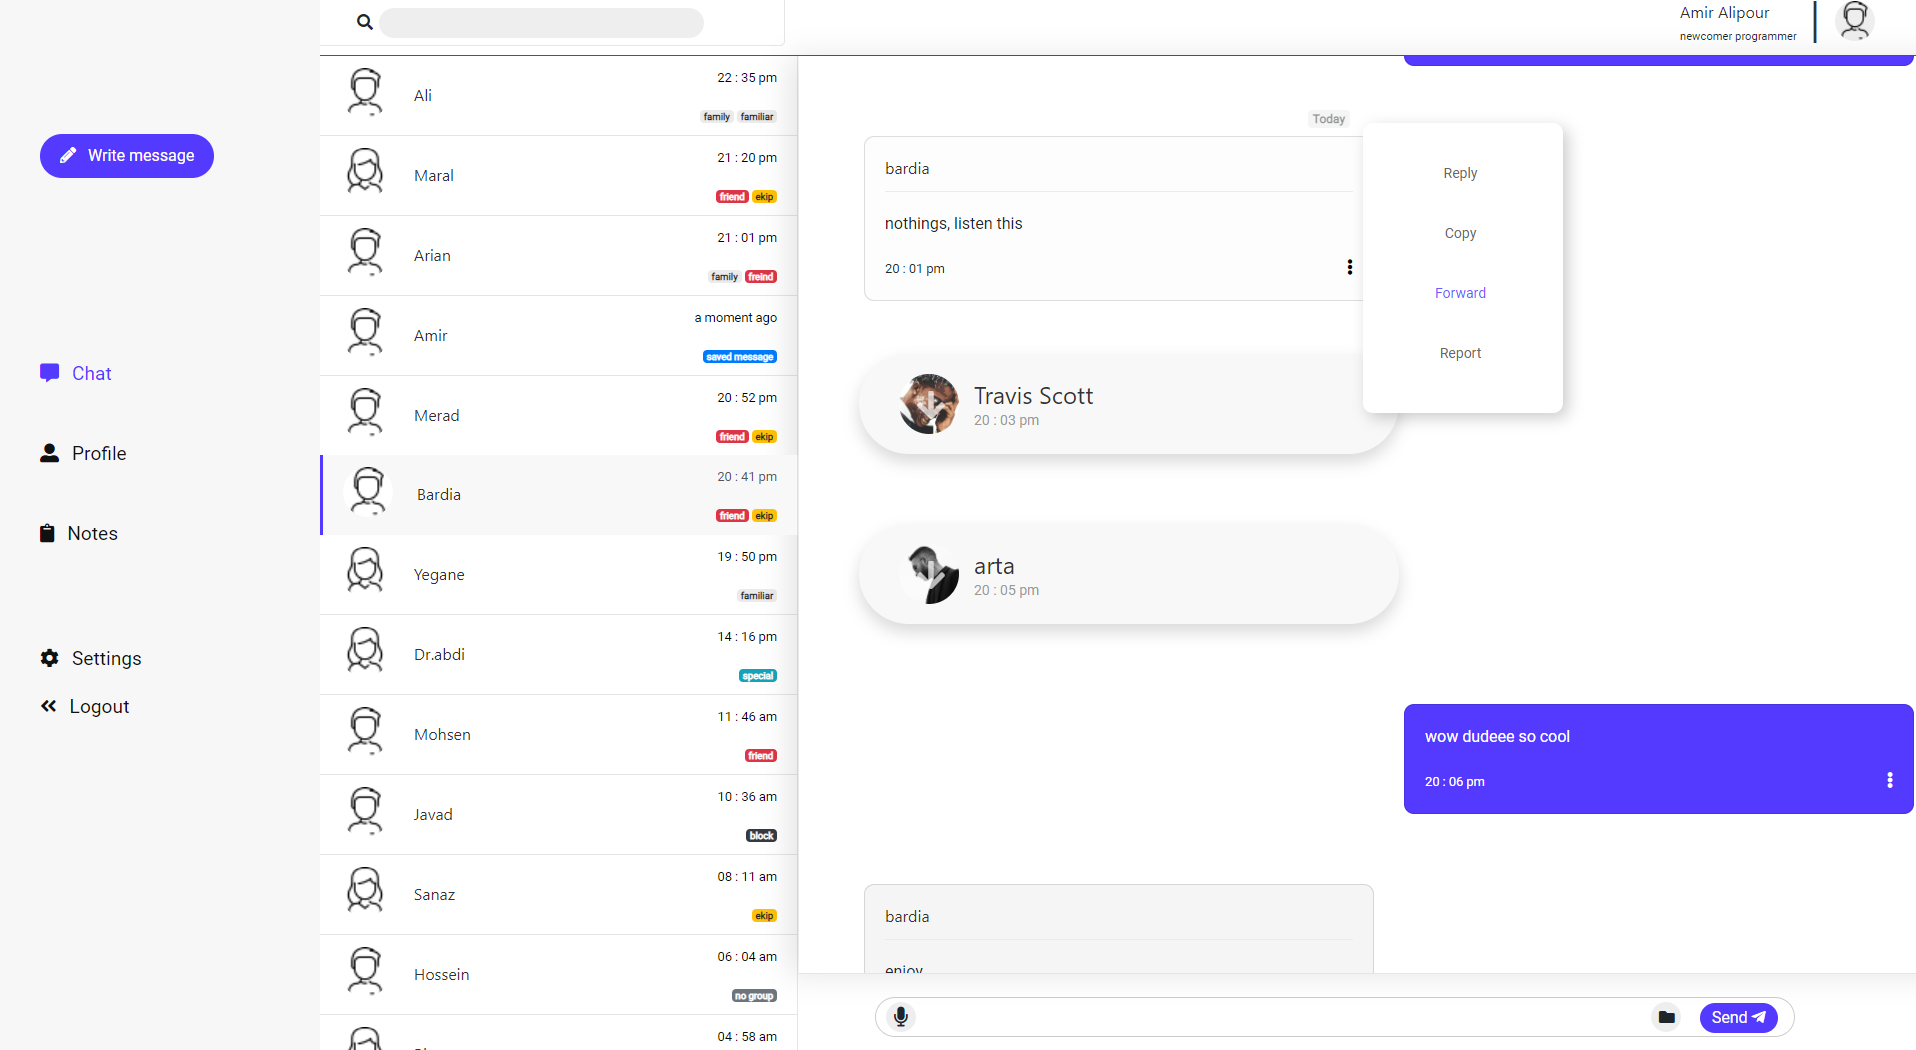 Write message
Chat
Profile
Notes
Settings
Logout
Ali
22 : 35 pm
family familiar
Maral
21 : 20 pm
friend ekip
Arian
21 : 01 pm
family freind
Amir
a moment ago
saved message
Merad
20 : 52 pm
friend ekip
Bardia
20 : 41 pm
friend ekip
Yegane
19 : 50 pm
familiar
Dr.abdi
14 : 16 pm
special
Mohsen
11 : 46 am
friend
Javad
10 : 36 am
block
Sanaz
08 : 11 am
ekip
Hossein
06 : 04 am
no group
04 : 58 am
Amir Alipour
newcomer programmer
Today
bardia
nothings, listen this
20 : 01 pm
Reply
Copy
Forward
Report
Travis Scott
20 : 03 pm
arta
20 : 05 pm
wow dudeee so cool
20 : 06 pm
bardia
enjoy
Send